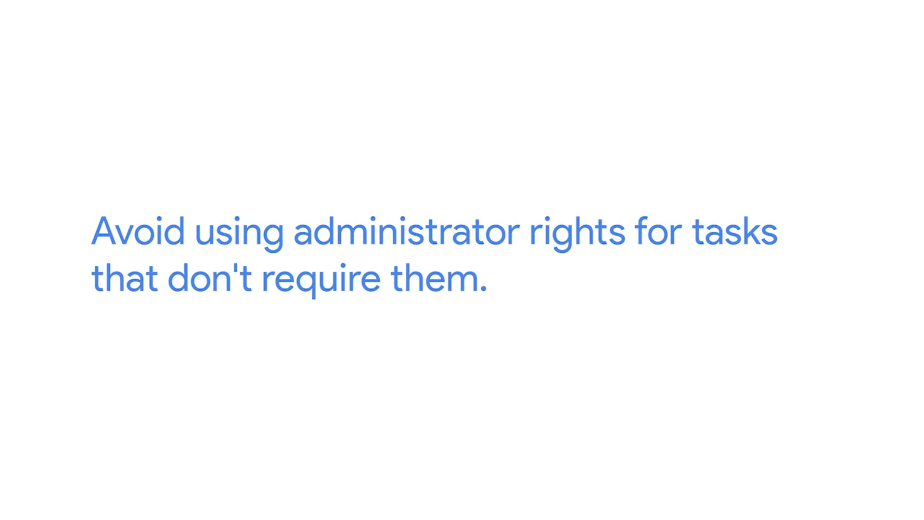 Avoid using administrator rights for tasks
that don't require them.